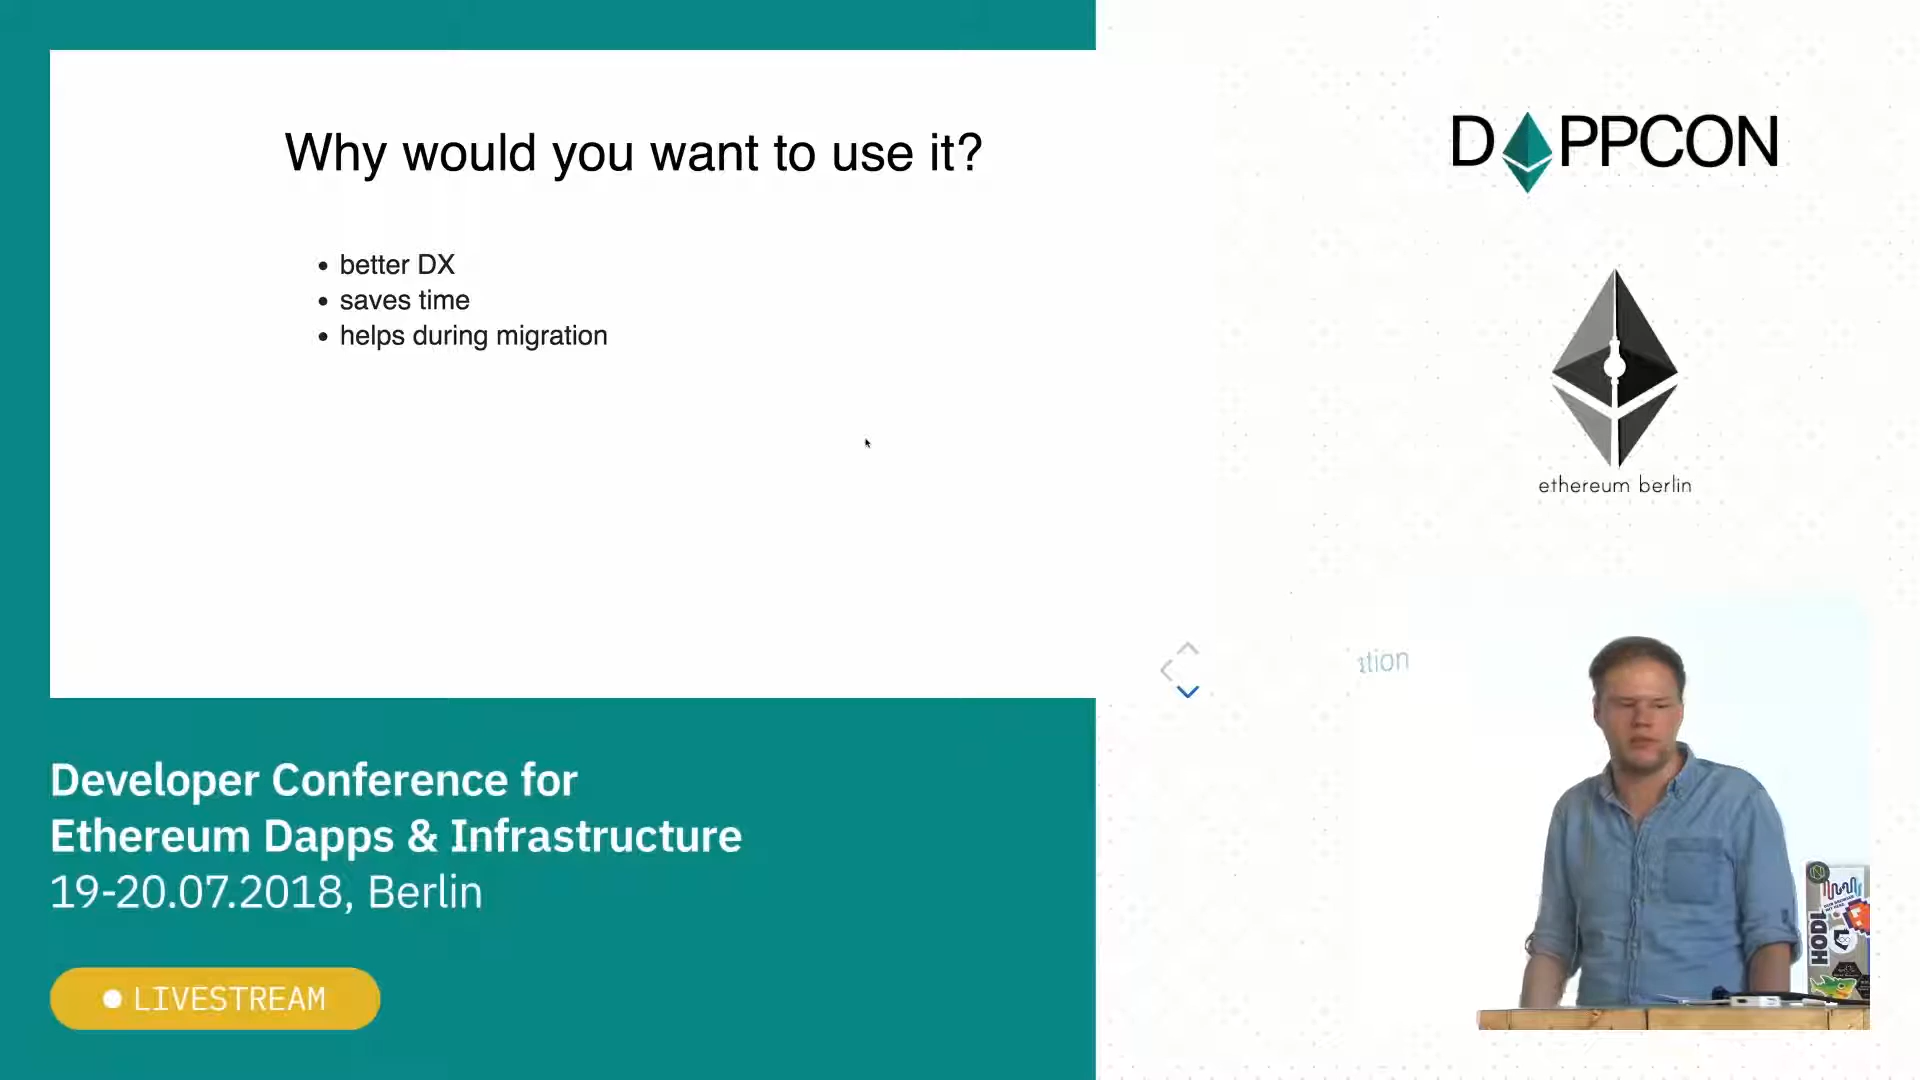 Why would you want to use it?
better DX
saves time
helps during migration
DAPPCON
ethereum berlin
ation
Developer Conference for
Ethereum Dapps & Infrastructure
19-20.07.2018, Berlin
LIVESTREAM
HODL